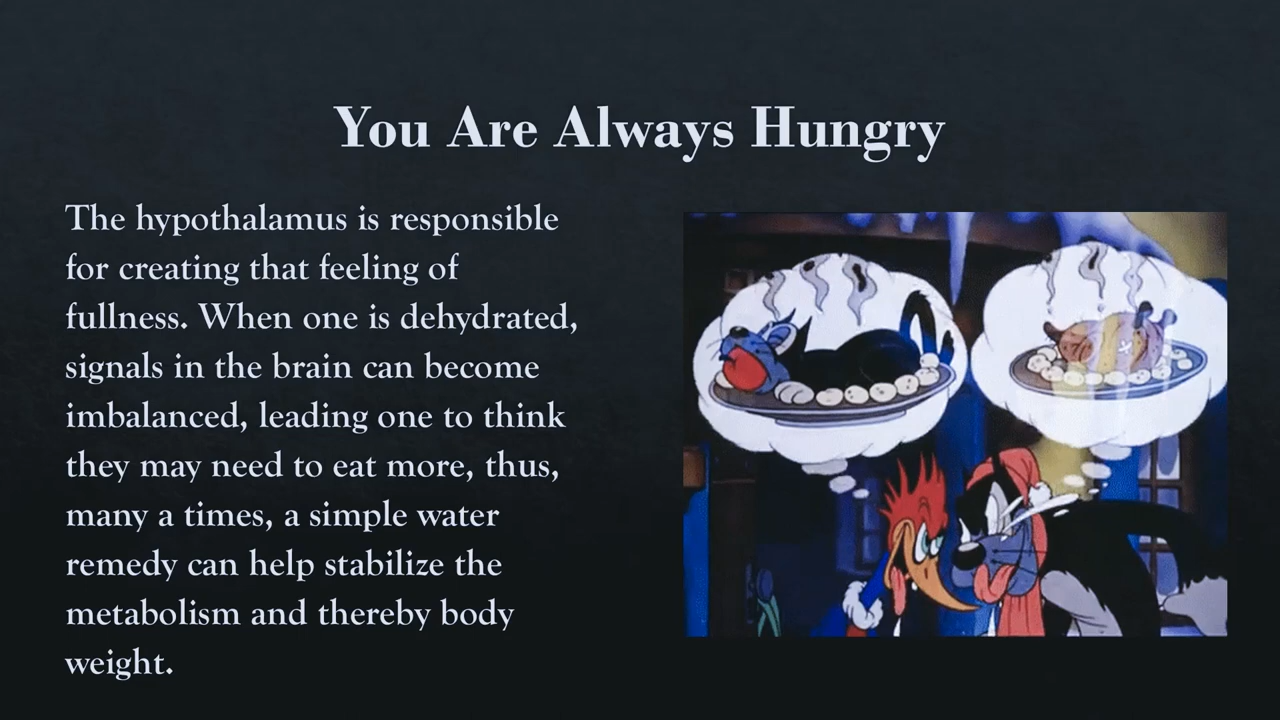 You Are Always Hungry
The hypothalamus is responsible
for creating that feeling of
fullness. When one is dehydrated,
signals in the brain can become
imbalanced, leading one to think
they may need to eat more, thus,
many a times, a simple water
remedy can help stabilize the
metabolism and thereby body
weight.